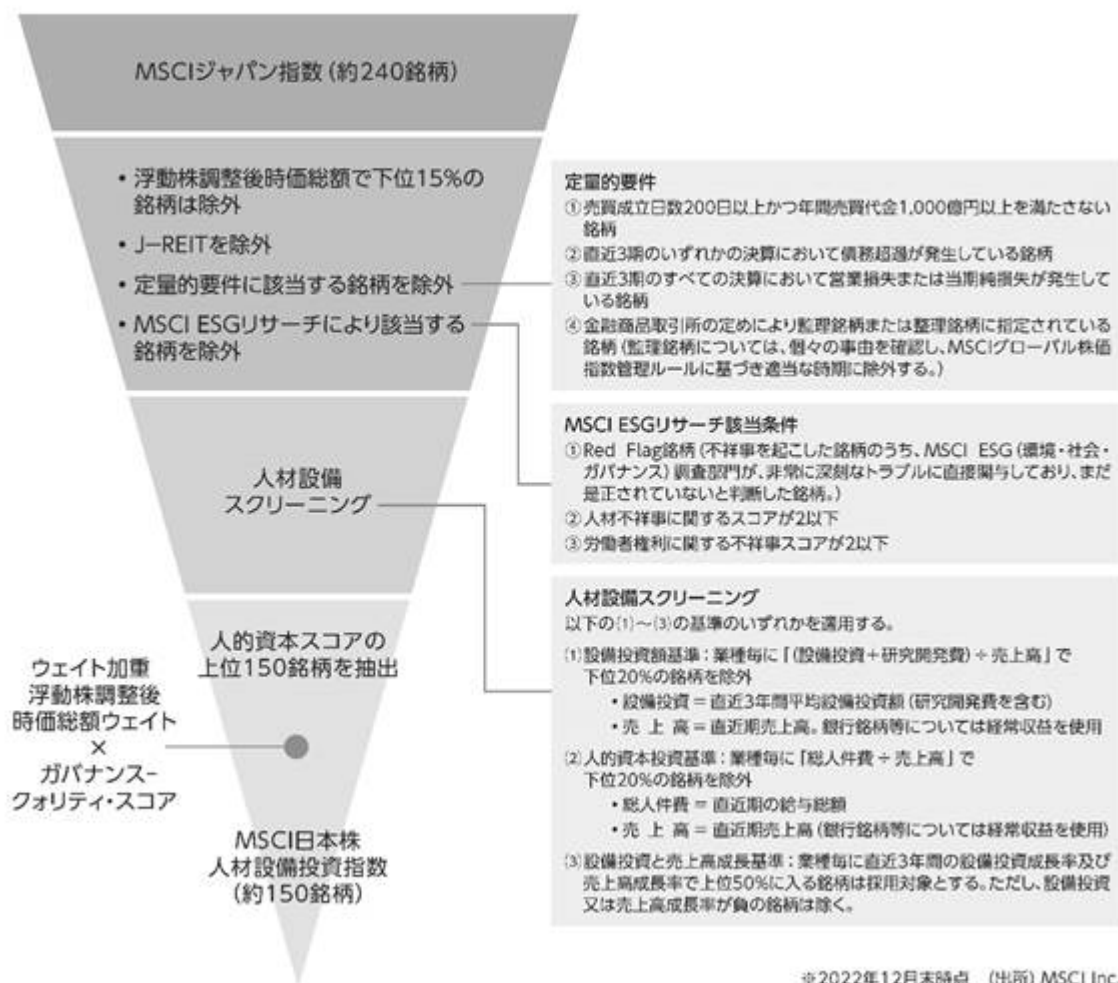 MSCIジャパン指数(約240銘柄)
・浮動株調整後時価総額で下位15%の
銘柄は除外
・J−REITを除外
・定量的要件に該当する銘柄を除外
・MSCI ESGリサーチにより該当する
銘柄を除外
定量的要件
①売買成立日数200日以上かつ年間売買代金1,000億円以上を満たさない
銘柄
②直近3期のいずれかの決算において債務超過が発生している銘柄
③直近3期のすべての決算において営業損失または当期純損失が発生して
いる銘柄
④金融商品取引所の定めにより監理銘柄または整理銘柄に指定されている
銘柄(監理銘柄については、個々の事由を確認し、MSCIグローバル株価
指数管理ルールに基づき適当な時期に除外する。)
人材設備
スクリーニング
MSCI ESGリサーチ該当条件
①Red Flag銘柄(不祥事を起こした銘柄のうち、MSCI ESG(環境・社会・
ガバナンス)調査部門が、非常に深刻なトラブルに直接関与しており、まだ
是正されていないと判断した銘柄。)
②人材不祥事に関するスコアが2以下
③労働者権利に関する不祥事スコアが2以下
人的資本スコアの
上位150銘柄を抽出
ウェイト加重
浮動株調整後
時価総額ウェイト
×
ガバナンス−
クォリティ・スコア
MSCI日本株
人材設備投資指数
(約150銘柄)
人材設備スクリーニング
以下の⑴〜⑶の基準のいずれかを適用する。
⑴設備投資額基準:業種毎に「(設備投資+研究開発費)÷売上高」で
下位20%の銘柄を除外
・設備投資=直近3年間平均設備投資額(研究開発費を含む)
・売 上 高=直近期売上高。銀行銘柄等については経常収益を使用
⑵人的資本投資基準:業種毎に「総人件費÷売上高」で
下位20%の銘柄を除外
・総人件費=直近期の給与総額
・売 上 高=直近期売上高(銀行銘柄等については経常収益を使用)
⑶設備投資と売上高成長基準:業種毎に直近3年間の設備投資成長率及び
売上高成長率で上位50%に入る銘柄は採用対象とする。ただし、設備投資
又は売上高成長率が負の銘柄は除く。
※2022年12月末時点 (出所) MSCI Inc